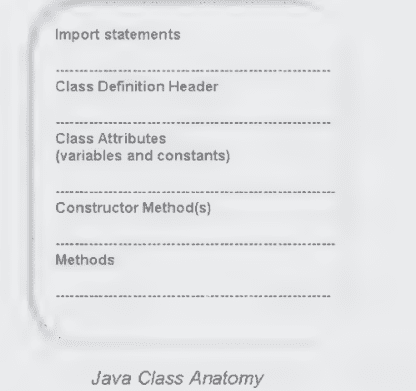 Import statements
Class Definition Header
Class Attributes
(variables and constants)
Constructor Method(s)
Methods
Java Class Anatomy